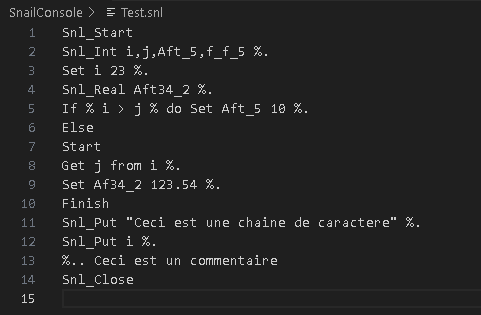 SnailConsole > Test.snl
1 Snl_Start
2 Snl_Int i,j,Aft_5,f_f_5 %.
3 Set i 23 %.
4 Snl_Real Aft34_2 %.
5 If % i > j % do Set Aft_5 10 %.
6 Else
7 Start
8 Get j from i %.
9 Set Af34_2 123.54 %.
10 Finish
11 Snl_Put "Ceci est une chaine de caractere" %.
12 Snl_Put i %.
13 %.. Ceci est un commentaire
14 Snl_Close
15